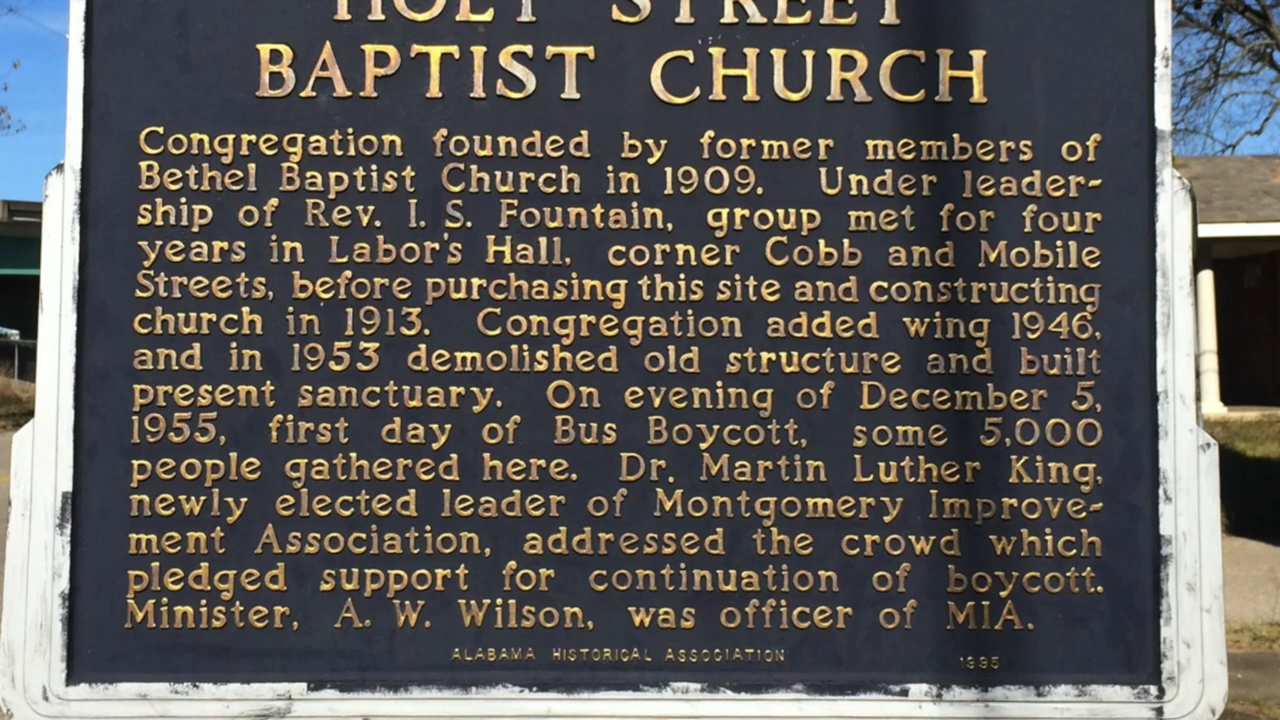 HOLT STREET
BAPTIST CHURCH
Congregation founded by former members of
Bethel Baptist Church in 1909. Under leader-
ship of Rev. I. S. Fountain, group met for four
years in Labor's Hall, corner Cobb and Mobile
Streets, before purchasing this site and constructing
church in 1913. Congregation added wing 1946,
and in 1953 demolished old structure and built
present sanctuary. On evening of December 5,
1955, first day of Bus Boycott, some 5,000
people gathered here. Dr. Martin Luther King,
newly elected leader of Montgomery Improve-
ment Association, addressed the crowd which
pledged support for continuation of boycott.
Minister, A. W. Wilson, was officer of MIA.
ALABAMA HISTORICAL ASSOCIATION 1995